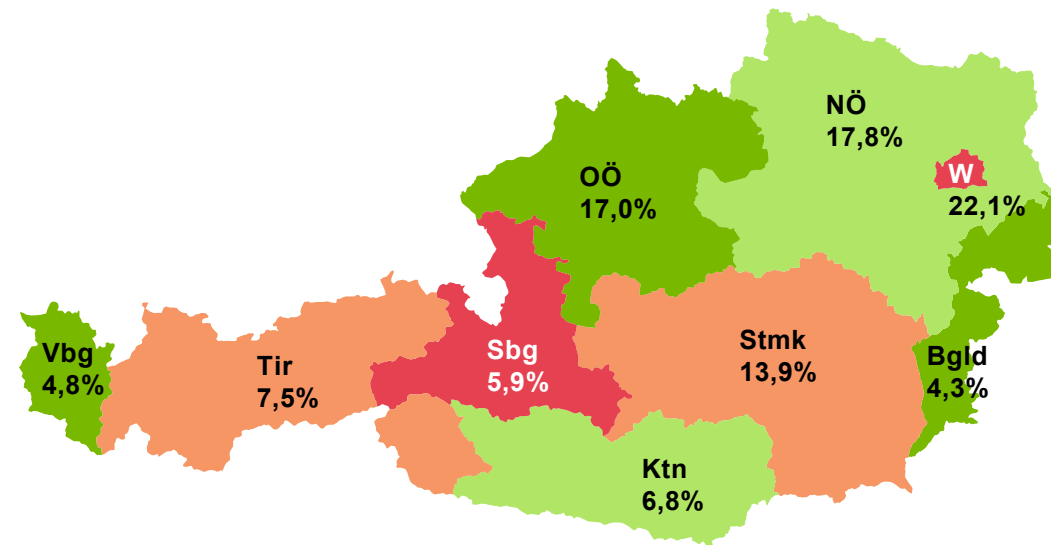 NÖ
17,8%
W
22,1%
OÖ
17,0%
Vbg
4,8%
Tir
7,5%
Sbg
5,9%
Stmk
13,9%
Bgld
4,3%
Ktn
6,8%